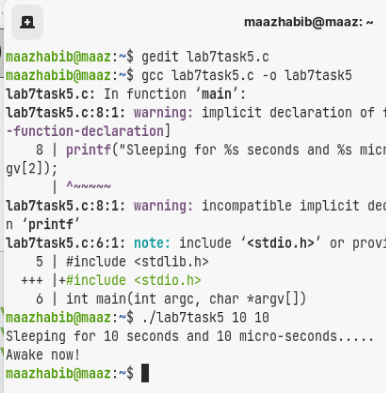 maazhabib@maaz: ~
maazhabib@maaz:~$ gedit lab7task5.c
maazhabib@maaz:~$ gcc lab7task5.c -o lab7task5
lab7task5.c: In function ‘main’:
lab7task5.c:8:1: warning: implicit declaration of f
-function-declaration]
8 | printf("Sleeping for %s seconds and %s micr
gv[2]);
| ^~~~~~
lab7task5.c:8:1: warning: incompatible implicit dec
n ‘printf’
lab7task5.c:6:1: note: include ‘<stdio.h>’ or provi
5 | #include <stdlib.h>
+++ |+#include <stdio.h>
6 | int main(int argc, char *argv[])
maazhabib@maaz:~$ ./lab7task5 10 10
Sleeping for 10 seconds and 10 micro-seconds.....
Awake now!
maazhabib@maaz:~$